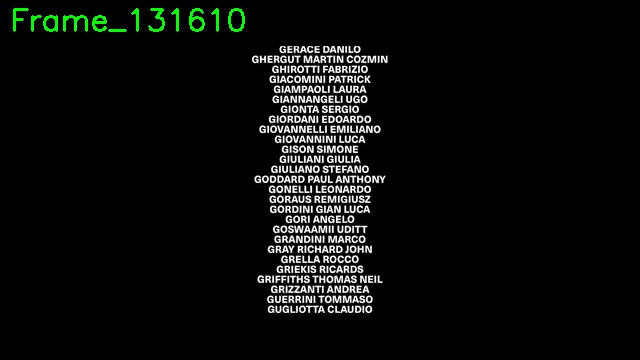 Frame_131610
GERACE DANILO
GHERGUT MARTIN COZMIN
GHIROTTI FABRIZIO
GIACOMINI PATRICK
GIAMPAOLI LAURA
GIANNANGELI UGO
GIONTA SERGIO
GIORDANI EDOARDO
GIOVANNELLI EMILIANO
GIOVANNINI LUCA
GISON SIMONE
GIULIANI GIULIA
GIULIANO STEFANO
GODDARD PAUL ANTHONY
GONELLI LEONARDO
GORAUS REMIGIUSZ
GORDINI GIAN LUCA
GORI ANGELO
GOSWAAMII UDITT
GRANDINI MARCO
GRAY RICHARD JOHN
GRELLA ROCCO
GRIEKIS RICARDS
GRIFFITHS THOMAS NEIL
GRIZZANTI ANDREA
GUERRINI TOMMASO
GUGLIOTTA CLAUDIO